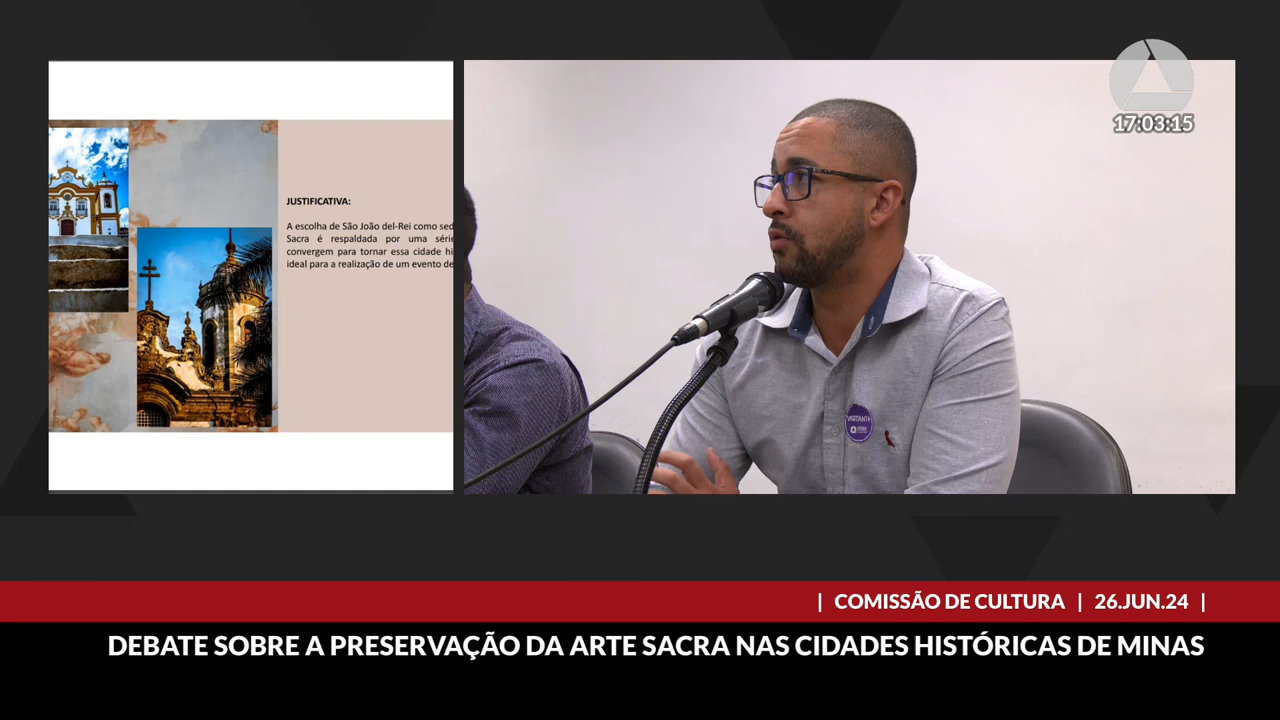 17:03:15
JUSTIFICATIVA:
A escolha de São João del-Rei como sed
Sacra é respaldada por uma série
convergem para tornar essa cidade hi
ideal para a realização de um evento de
VISITANTE
| COMISSÃO DE CULTURA | 26.JUN.24 |
DEBATE SOBRE A PRESERVAÇÃO DA ARTE SACRA NAS CIDADES HISTÓRICAS DE MINAS